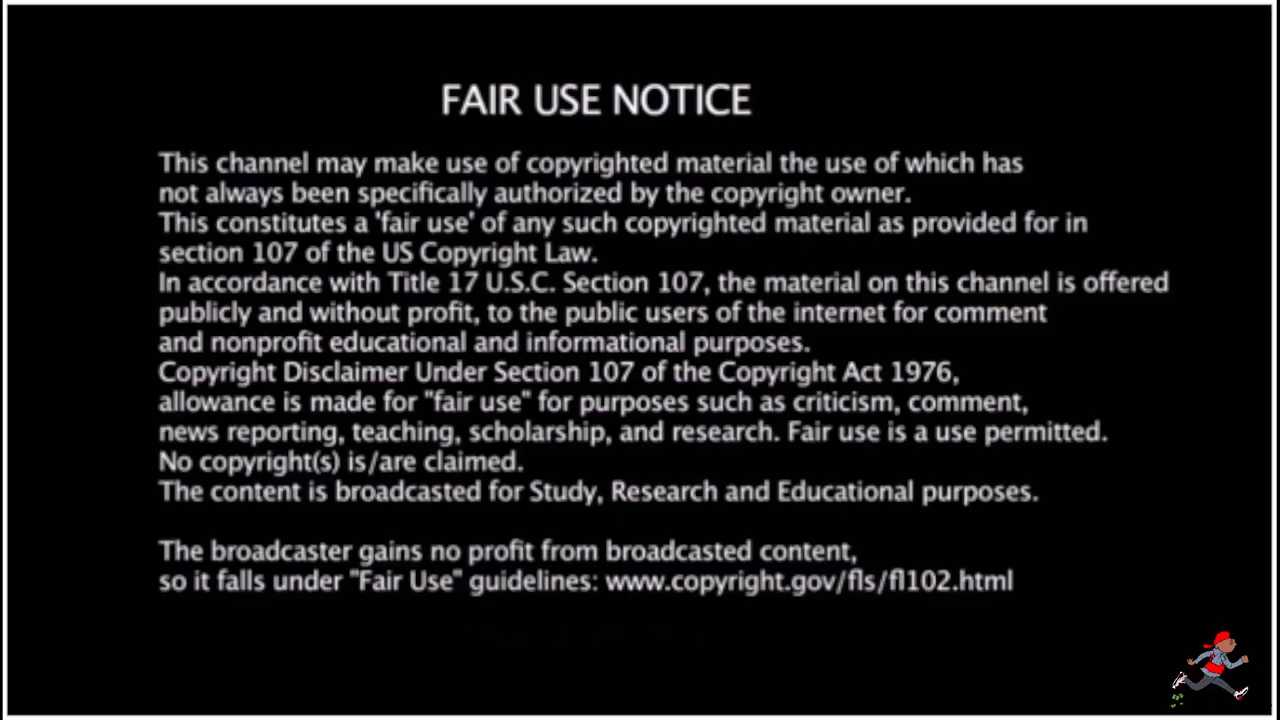 FAIR USE NOTICE
This channel may make use of copyrighted material the use of which has
not always been specifically authorized by the copyright owner.
This constitutes a 'fair use' of any such copyrighted material as provided for in
section 107 of the US Copyright Law.
In accordance with Title 17 U.S.C. Section 107, the material on this channel is offered
publicly and without profit, to the public users of the internet for comment
and nonprofit educational and informational purposes.
Copyright Disclaimer Under Section 107 of the Copyright Act 1976,
allowance is made for "fair use" for purposes such as criticism, comment,
news reporting, teaching, scholarship, and research. Fair use is a use permitted.
No copyright(s) is/are claimed.
The content is broadcasted for Study, Research and Educational purposes.
The broadcaster gains no profit from broadcasted content,
so it falls under "Fair Use" guidelines: www.copyright.gov/fls/fl102.html